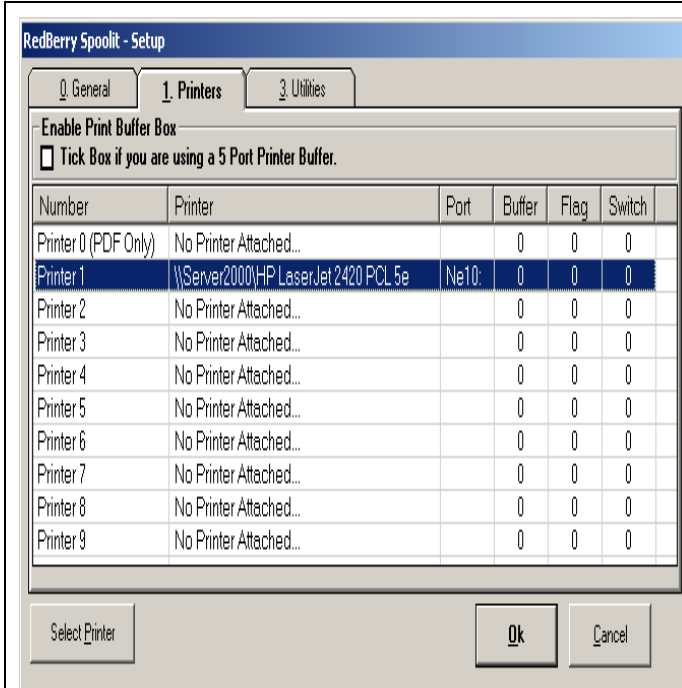 RedBerry Spoolit - Setup
0. General 1. Printers 3. Utilities
Enable Print Buffer Box
Tick Box if you are using a 5 Port Printer Buffer.
Number Printer Port Buffer Flag Switch
Printer 0 (PDF Only) No Printer Attached... 0 0 0
Printer 1 \\Server2000\HP LaserJet 2420 PCL 5e Ne10: 0 0 0
Printer 2 No Printer Attached... 0 0 0
Printer 3 No Printer Attached... 0 0 0
Printer 4 No Printer Attached... 0 0 0
Printer 5 No Printer Attached... 0 0 0
Printer 6 No Printer Attached... 0 0 0
Printer 7 No Printer Attached... 0 0 0
Printer 8 No Printer Attached... 0 0 0
Printer 9 No Printer Attached... 0 0 0
Select Printer Ok Cancel